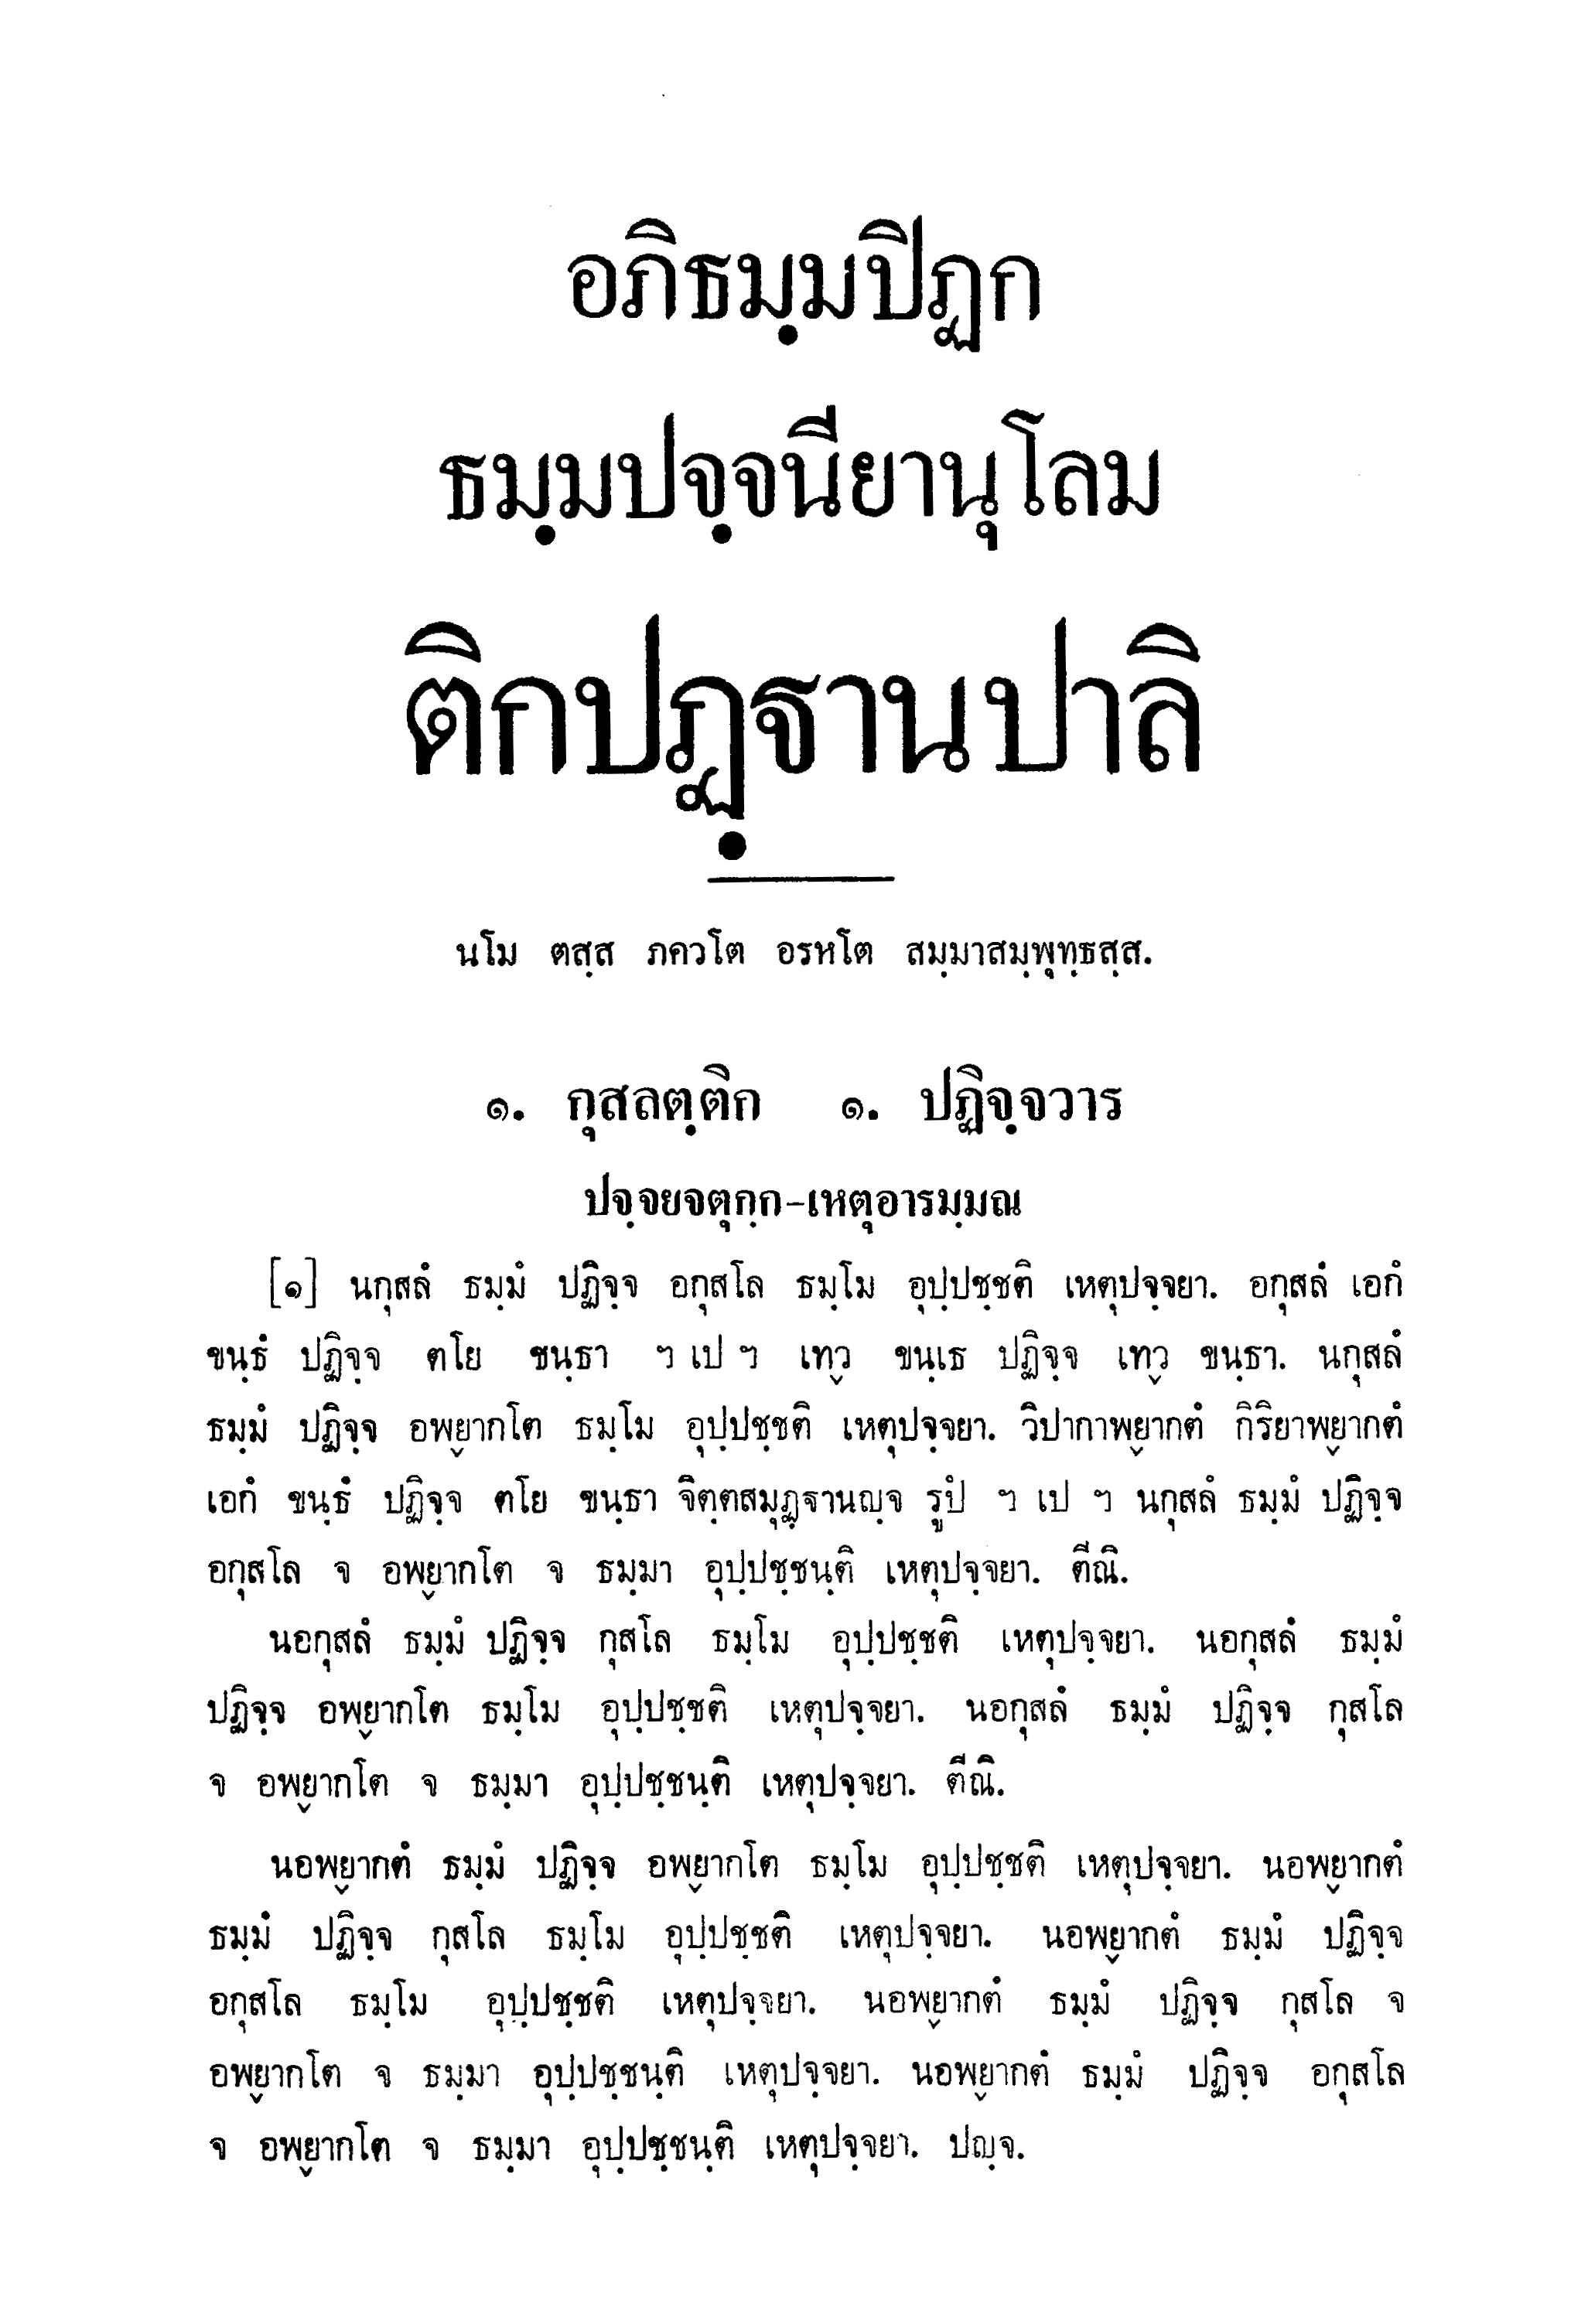 อภิธมฺมปิฏก
ธมฺมปจฺจนียานุโลม
ติกปฏฺฐานปาลิ
นโม ตสฺส ภควโต อรหโต สมฺมาสมฺพุทฺธสฺส.
๑. กุสลตฺติก ๑. ปฏิจฺจวาร
ปจฺจยจตุกฺก-เหตุอารมฺมณ
[๑] นกุสลํ ธมฺมํ ปฏิจฺจ อกุสโล ธมฺโม อุปฺปชฺชติ เหตุปจฺจยา. อกุสลํ เอกํ
ขนฺธํ ปฏิจฺจ ตโย ขนฺธา ฯ เป ฯ เทฺว ขนฺเธ ปฏิจฺจ เทฺว ขนฺธา. นกุสลํ
ธมฺมํ ปฏิจฺจ อพฺยากโต ธมฺโม อุปฺปชฺชติ เหตุปจฺจยา. วิปากาพฺยากตํ กิริยาพฺยากตํ
เอกํ ขนฺธํ ปฏิจฺจ ตโย ขนฺธา จิตฺตสมุฏฺฐานญฺจ รูปํ ฯ เป ฯ นกุสลํ ธมฺมํ ปฏิจฺจ
อกุสโล จ อพฺยากโต จ ธมฺมา อุปฺปชฺชนฺติ เหตุปจฺจยา. ตีณิ.
นอกุสลํ ธมฺมํ ปฏิจฺจ กุสโล ธมฺโม อุปฺปชฺชติ เหตุปจฺจยา. นอกุสลํ ธมฺมํ
ปฏิจฺจ อพฺยากโต ธมฺโม อุปฺปชฺชติ เหตุปจฺจยา. นอกุสลํ ธมฺมํ ปฏิจฺจ กุสโล
จ อพฺยากโต จ ธมฺมา อุปฺปชฺชนฺติ เหตุปจฺจยา. ตีณิ.
นอพฺยากตํ ธมฺมํ ปฏิจฺจ อพฺยากโต ธมฺโม อุปฺปชฺชติ เหตุปจฺจยา. นอพฺยากตํ
ธมฺมํ ปฏิจฺจ กุสโล ธมฺโม อุปฺปชฺชติ เหตุปจฺจยา. นอพฺยากตํ ธมฺมํ ปฏิจฺจ
อกุสโล ธมฺโม อุปฺปชฺชติ เหตุปจฺจยา. นอพฺยากตํ ธมฺมํ ปฏิจฺจ กุสโล จ
อพฺยากโต จ ธมฺมา อุปฺปชฺชนฺติ เหตุปจฺจยา. นอพฺยากตํ ธมฺมํ ปฏิจฺจ อกุสโล
จ อพฺยากโต จ ธมฺมา อุปฺปชฺชนฺติ เหตุปจฺจยา. ปญฺจ.